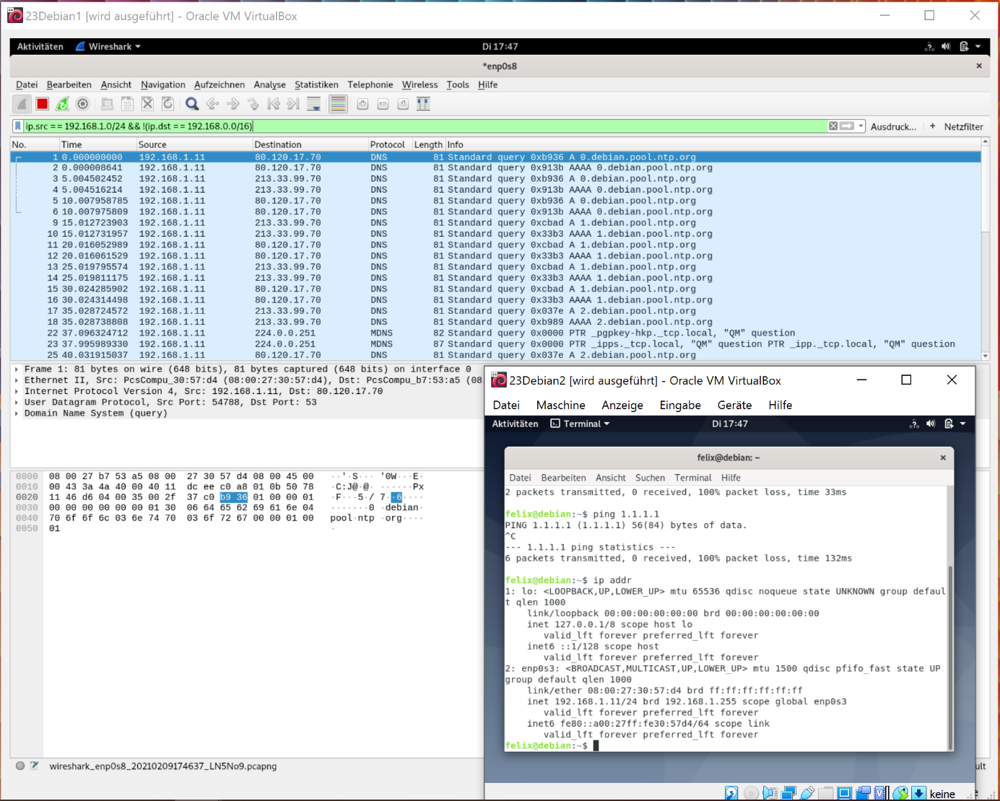 23Debian1 [wird ausgeführt] - Oracle VM VirtualBox
Aktivitäten Wireshark Di 17:47
*enp0s8
Datei Bearbeiten Ansicht Navigation Aufzeichnen Analyse Statistiken Telephonie Wireless Tools Hilfe
ip.src == 192.168.1.0/24 && !(ip.dst == 192.168.0.0/16) Ausdruck... + Netzfilter
No. Time Source Destination Protocol Length Info
1 0.000000000 192.168.1.11 80.120.17.70 DNS 81 Standard query 0xb936 A 0.debian.pool.ntp.org
2 0.000008641 192.168.1.11 80.120.17.70 DNS 81 Standard query 0x913b AAAA 0.debian.pool.ntp.org
3 5.004502452 192.168.1.11 213.33.99.70 DNS 81 Standard query 0xb936 A 0.debian.pool.ntp.org
4 5.004516214 192.168.1.11 213.33.99.70 DNS 81 Standard query 0x913b AAAA 0.debian.pool.ntp.org
5 10.007958785 192.168.1.11 80.120.17.70 DNS 81 Standard query 0xb936 A 0.debian.pool.ntp.org
6 10.007975809 192.168.1.11 80.120.17.70 DNS 81 Standard query 0x913b AAAA 0.debian.pool.ntp.org
9 15.012723903 192.168.1.11 213.33.99.70 DNS 81 Standard query 0xcbad A 1.debian.pool.ntp.org
10 15.012731957 192.168.1.11 213.33.99.70 DNS 81 Standard query 0x33b3 AAAA 1.debian.pool.ntp.org
11 20.016052989 192.168.1.11 80.120.17.70 DNS 81 Standard query 0xcbad A 1.debian.pool.ntp.org
12 20.016061529 192.168.1.11 80.120.17.70 DNS 81 Standard query 0x33b3 AAAA 1.debian.pool.ntp.org
13 25.019795574 192.168.1.11 213.33.99.70 DNS 81 Standard query 0xcbad A 1.debian.pool.ntp.org
14 25.019811175 192.168.1.11 213.33.99.70 DNS 81 Standard query 0x33b3 AAAA 1.debian.pool.ntp.org
15 30.024285902 192.168.1.11 80.120.17.70 DNS 81 Standard query 0xcbad A 1.debian.pool.ntp.org
16 30.024314498 192.168.1.11 80.120.17.70 DNS 81 Standard query 0x33b3 AAAA 1.debian.pool.ntp.org
17 35.028724572 192.168.1.11 213.33.99.70 DNS 81 Standard query 0x037e A 2.debian.pool.ntp.org
18 35.028738808 192.168.1.11 213.33.99.70 DNS 81 Standard query 0xb989 AAAA 2.debian.pool.ntp.org
22 37.096324712 192.168.1.11 224.0.0.251 MDNS 82 Standard query 0x0000 PTR _pgpkey-hkp._tcp.local, "QM" question
23 37.995989330 192.168.1.11 224.0.0.251 MDNS 87 Standard query 0x0000 PTR _ipps._tcp.local, "QM" question PTR _ipp._tcp.local, "QM" question
25 40.031915037 192.168.1.11 80.120.17.70 DNS 81 Standard query 0x037e A 2.debian.pool.ntp.org
Frame 1: 81 bytes on wire (648 bits), 81 bytes captured (648 bits) on interface 0
Ethernet II, Src: PcsCompu_30:57:d4 (08:00:27:30:57:d4), Dst: PcsCompu_b7:53:a5 (08:
Internet Protocol Version 4, Src: 192.168.1.11, Dst: 80.120.17.70
User Datagram Protocol, Src Port: 54788, Dst Port: 53
Domain Name System (query)
0000 08 00 27 b7 53 a5 08 00 27 30 57 d4 08 00 45 00 ··'·S··· '0W···E·
0010 00 43 3a 4a 40 00 40 11 dc ee c0 a8 01 0b 50 78 ·C:J@·@· ······Px
0020 11 46 d6 04 00 35 00 2f 37 c0 b9 36 01 00 00 01 ·F···5·/ 7··6····
0030 00 00 00 00 00 00 01 30 06 64 65 62 69 61 6e 04 ·······0 ·debian·
0040 70 6f 6f 6c 03 6e 74 70 03 6f 72 67 00 00 01 00 pool·ntp ·org····
0050 01 ·
wireshark_enp0s8_20210209174637_LN5No9.pcapng
ult
23Debian2 [wird ausgeführt] - Oracle VM VirtualBox
Datei Maschine Anzeige Eingabe Geräte Hilfe
Aktivitäten Terminal Di 17:47
felix@debian: ~
Datei Bearbeiten Ansicht Suchen Terminal Hilfe
2 packets transmitted, 0 received, 100% packet loss, time 33ms
felix@debian:~$ ping 1.1.1.1
PING 1.1.1.1 (1.1.1.1) 56(84) bytes of data.
^C
--- 1.1.1.1 ping statistics ---
6 packets transmitted, 0 received, 100% packet loss, time 132ms
felix@debian:~$ ip addr
1: lo: <LOOPBACK,UP,LOWER_UP> mtu 65536 qdisc noqueue state UNKNOWN group defaul
t qlen 1000
link/loopback 00:00:00:00:00:00 brd 00:00:00:00:00:00
inet 127.0.0.1/8 scope host lo
valid_lft forever preferred_lft forever
inet6 ::1/128 scope host
valid_lft forever preferred_lft forever
2: enp0s3: <BROADCAST,MULTICAST,UP,LOWER_UP> mtu 1500 qdisc pfifo_fast state UP
group default qlen 1000
link/ether 08:00:27:30:57:d4 brd ff:ff:ff:ff:ff:ff
inet 192.168.1.11/24 brd 192.168.1.255 scope global enp0s3
valid_lft forever preferred_lft forever
inet6 fe80::a00:27ff:fe30:57d4/64 scope link
valid_lft forever preferred_lft forever
felix@debian:~$
keine